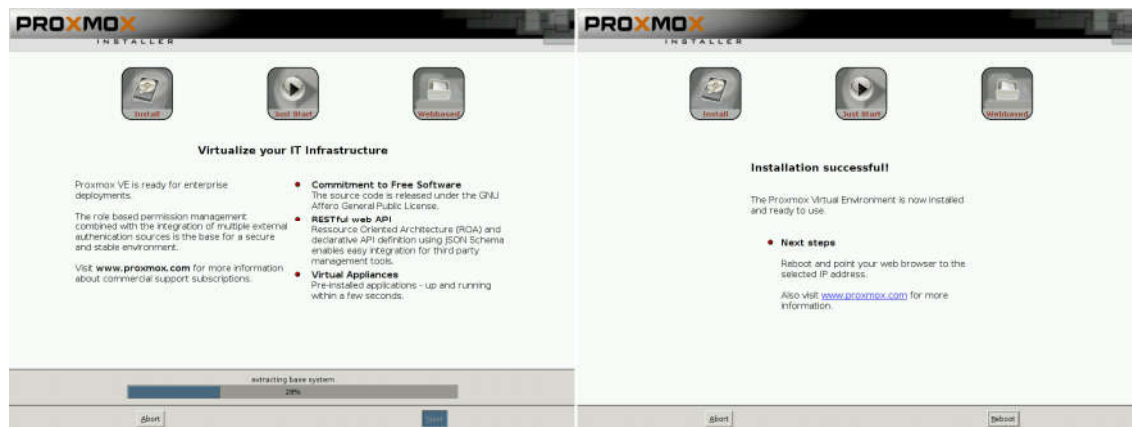 PROXMOX
INSTALLER
Install
Just Start
Webbased
Virtualize your IT Infrastructure
Proxmox VE is ready for enterprise
deployments.
The role based permission management
combined with the integration of multiple external
authenication sources is the base for a secure
and stable environment.
Visit www.proxmox.com for more information
about commercial support subscriptions.
Commitment to Free Software
The source code is released under the GNU
Affero General Public License.
RESTful web API
Ressource Oriented Architecture (ROA) and
declarative API definition using JSON Schema
enables easy integration for third party
management tools.
Virtual Appliances
Pre-installed applications - up and running
within a few seconds.
extracting base system
28%
Abort
PROXMOX
INSTALLER
Install
Just Start
Webbased
Installation successful!
The Proxmox Virtual Environment is now installed
and ready to use.
Next steps
Reboot and point your web browser to the
selected IP address.
Also visit www.proxmox.com for more
information.
Abort
Reboot